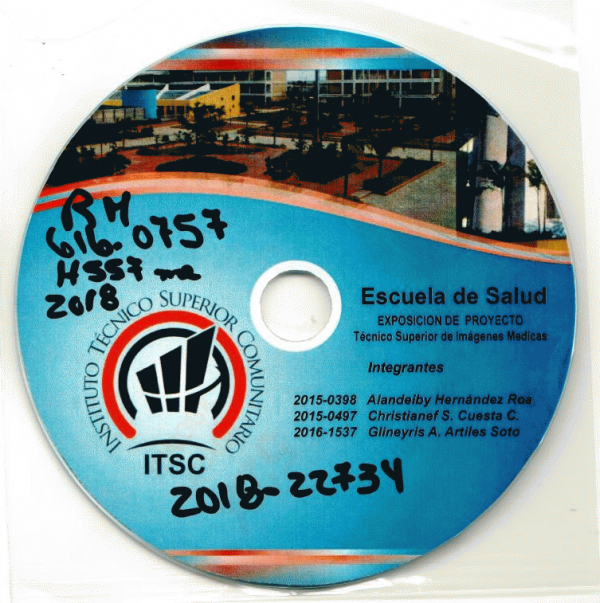 RM
616.0757
H557 me
2018
INSTITUTO TÉCNICO SUPERIOR COMUNITARIO
ITSC
Escuela de Salud
EXPOSICION DE PROYECTO
Técnico Superior de imágenes Medicas
Integrantes
2015-0398 Alandeiby Hernández Roa
2015-0497 Christianef S. Cuesta C.
2016-1537 Glineyris A. Artiles Soto
2018-22734